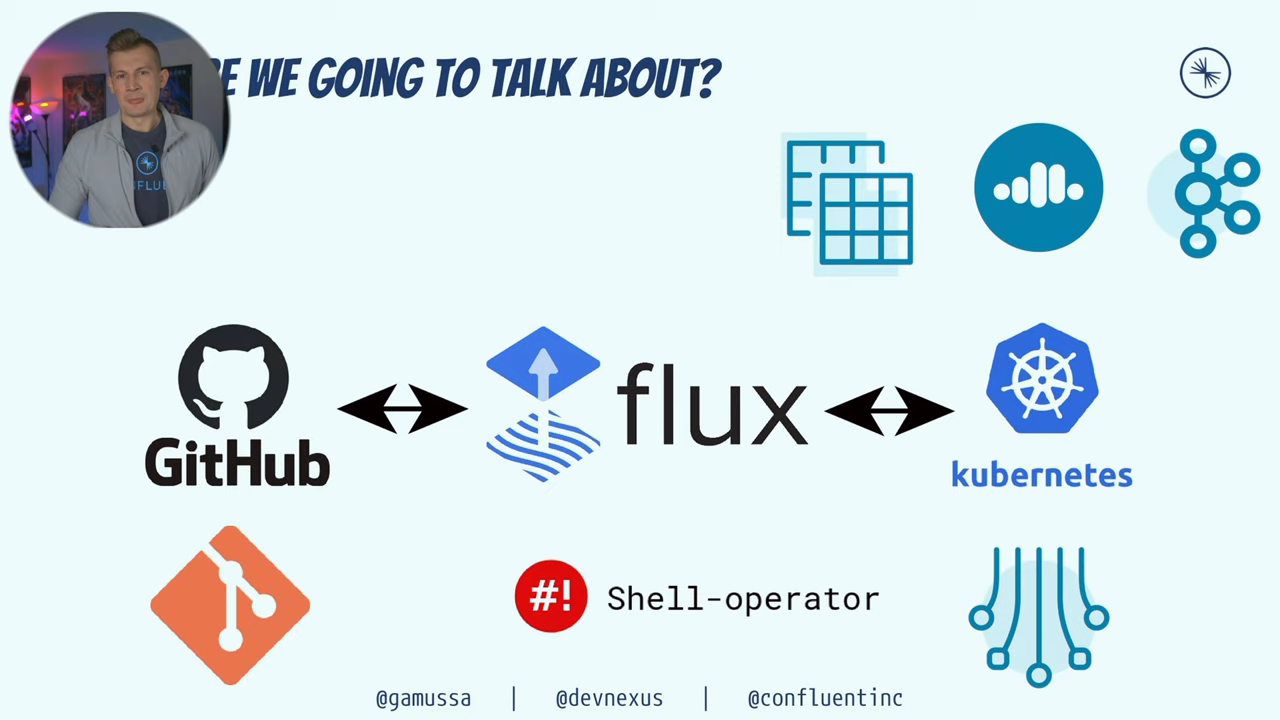 WE GOING TO TALK ABOUT?
GitHub
flux
kubernetes
#! Shell-operator
@gamussa | @devnexus | @confluentinc